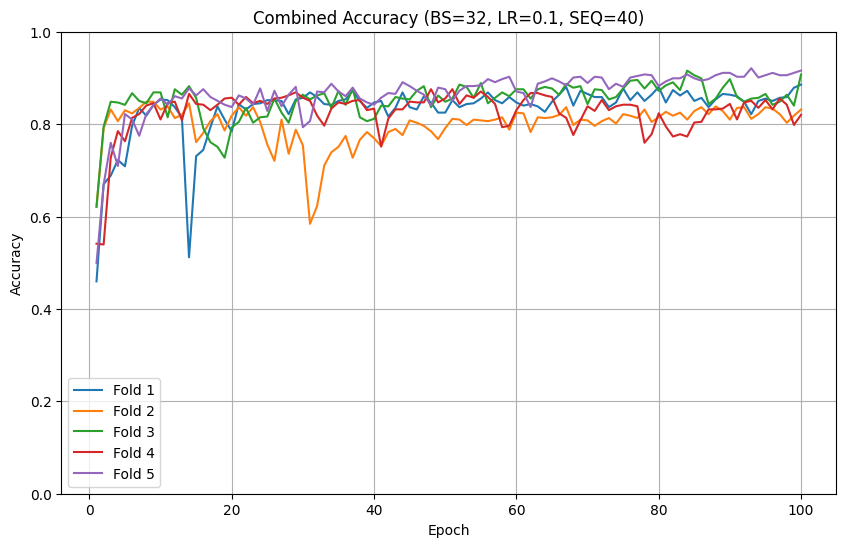 Combined Accuracy (BS=32, LR=0.1, SEQ=40)
Accuracy
1.0
0.8
0.6
0.4
0.2
0.0
Fold 1
Fold 2
Fold 3
Fold 4
Fold 5
0 20 40 60 80 100
Epoch